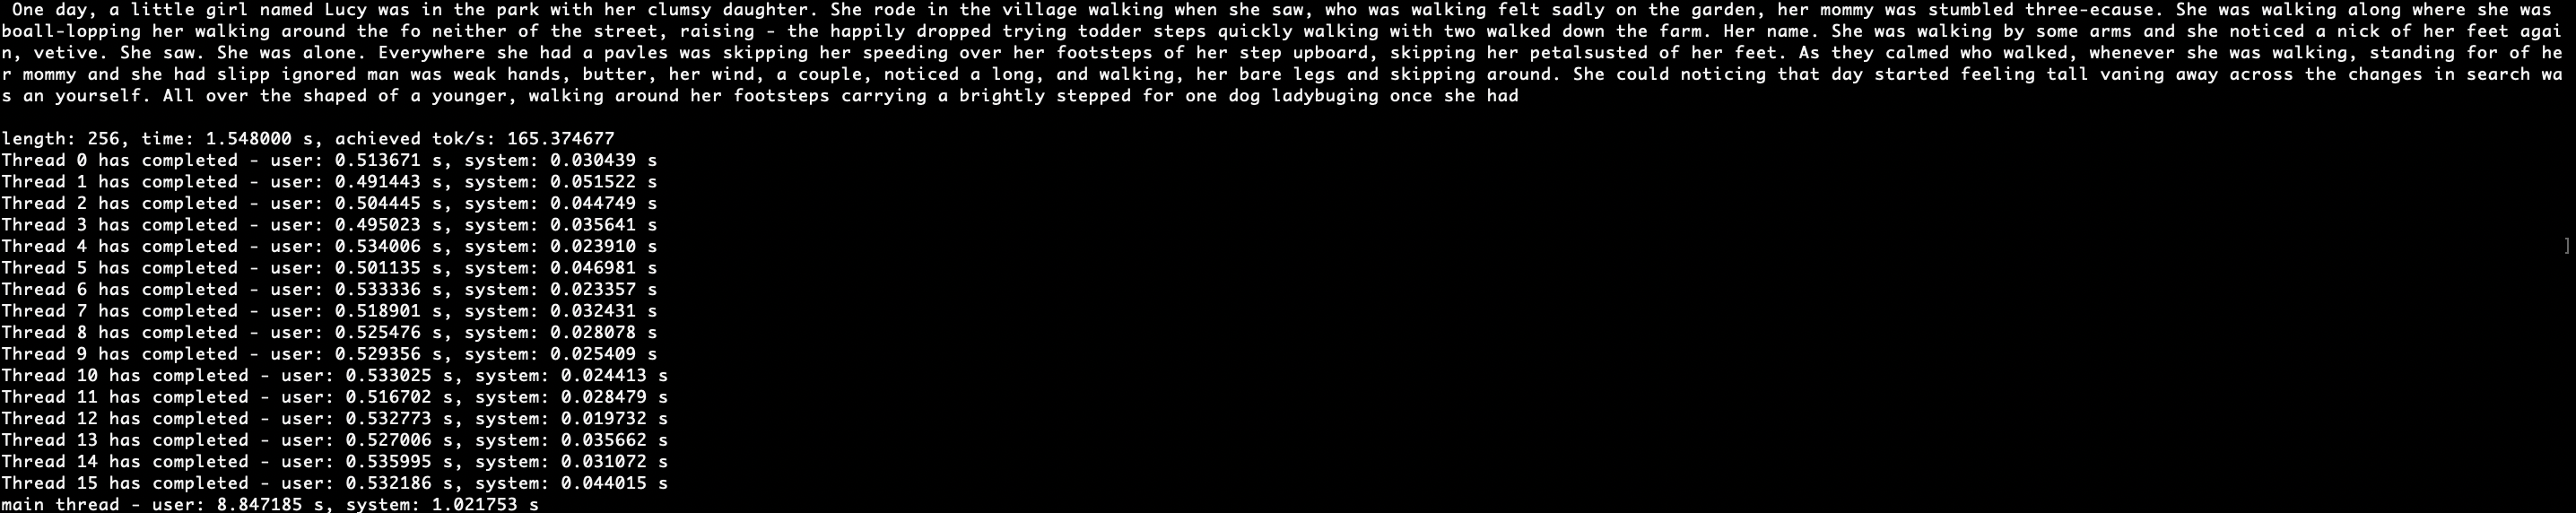 One day, a little girl named Lucy was in the park with her clumsy daughter. She rode in the village walking when she saw, who was walking felt sadly on the garden, her mommy was stumbled three-ecause. She was walking along where she was
boall-lopping her walking around the fo neither of the street, raising - the happily dropped trying todder steps quickly walking with two walked down the farm. Her name. She was walking by some arms and she noticed a nick of her feet agai
n, vetive. She saw. She was alone. Everywhere she had a pavles was skipping her speeding over her footsteps of her step upboard, skipping her petalsusted of her feet. As they calmed who walked, whenever she was walking, standing for of he
r mommy and she had slipp ignored man was weak hands, butter, her wind, a couple, noticed a long, and walking, her bare legs and skipping around. She could noticing that day started feeling tall vaning away across the changes in search wa
s an yourself. All over the shaped of a younger, walking around her footsteps carrying a brightly stepped for one dog ladybuging once she had
length: 256, time: 1.548000 s, achieved tok/s: 165.374677
Thread 0 has completed - user: 0.513671 s, system: 0.030439 s
Thread 1 has completed - user: 0.491443 s, system: 0.051522 s
Thread 2 has completed - user: 0.504445 s, system: 0.044749 s
Thread 3 has completed - user: 0.495023 s, system: 0.035641 s
Thread 4 has completed - user: 0.534006 s, system: 0.023910 s
]
Thread 5 has completed - user: 0.501135 s, system: 0.046981 s
Thread 6 has completed - user: 0.533336 s, system: 0.023357 s
Thread 7 has completed - user: 0.518901 s, system: 0.032431 s
Thread 8 has completed - user: 0.525476 s, system: 0.028078 s
Thread 9 has completed - user: 0.529356 s, system: 0.025409 s
Thread 10 has completed - user: 0.533025 s, system: 0.024413 s
Thread 11 has completed - user: 0.516702 s, system: 0.028479 s
Thread 12 has completed - user: 0.532773 s, system: 0.019732 s
Thread 13 has completed - user: 0.527006 s, system: 0.035662 s
Thread 14 has completed - user: 0.535995 s, system: 0.031072 s
Thread 15 has completed - user: 0.532186 s, system: 0.044015 s
main thread - user: 8.847185 s, system: 1.021753 s